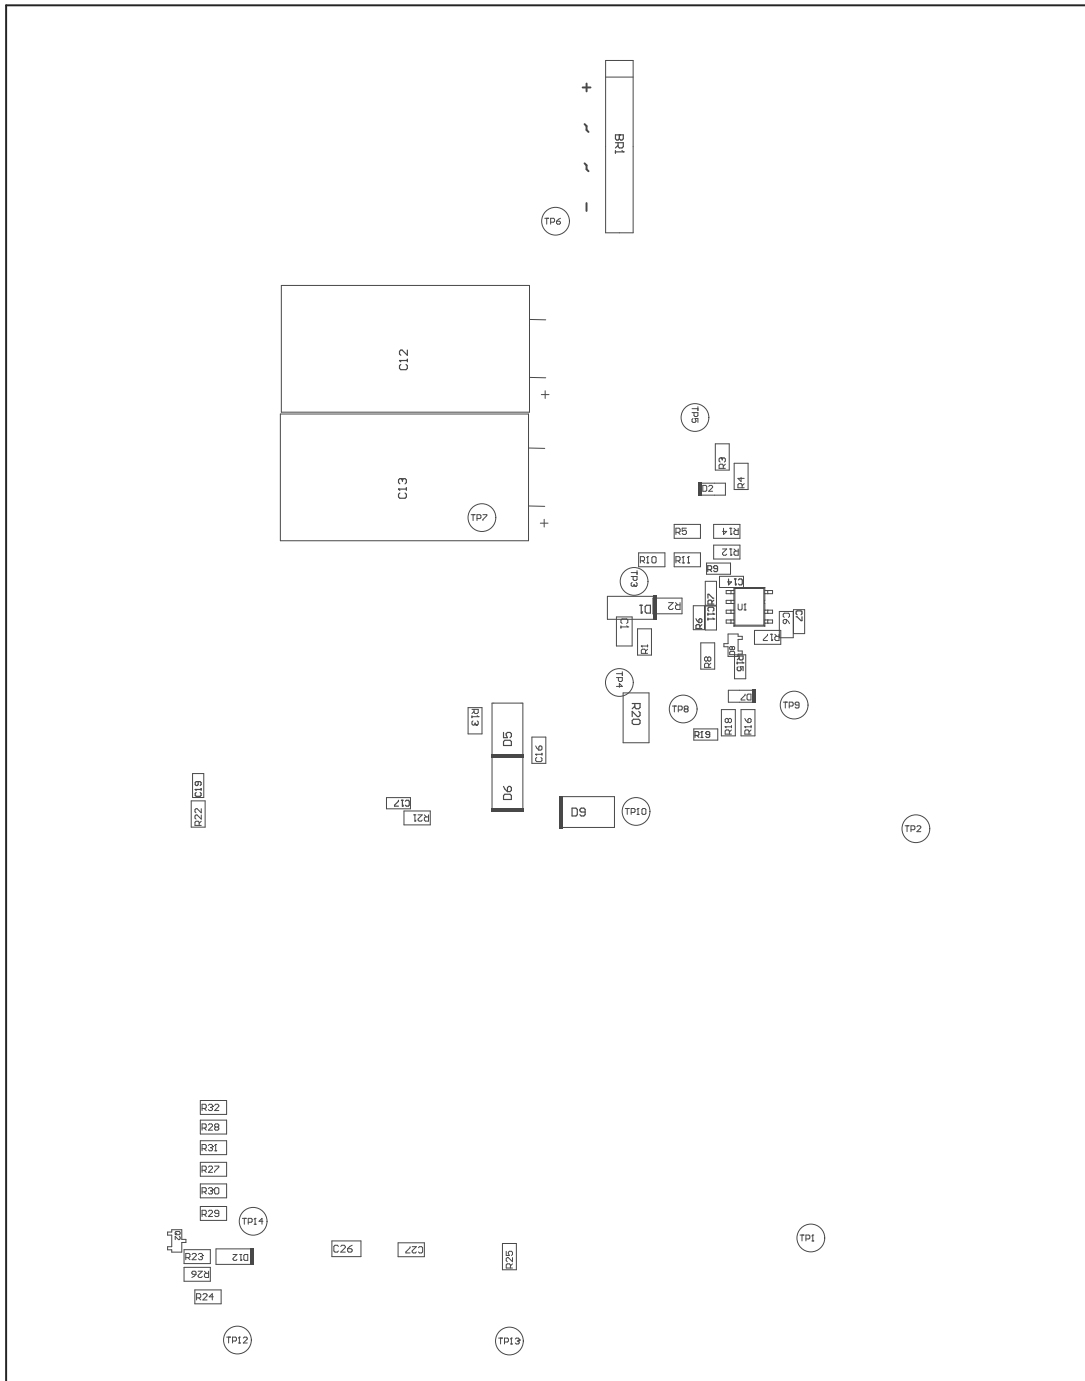 +
~
BR1
~
–
TP6
C12
+
TP5
R3
R4
D2
C13
TP7
+
R5
R14
R12
R10
R11
R9
TP3
C14
R7
U1
D1
R2
C11
R6
C1
C6
C7
R1
R17
D8
R8
R15
TP4
D7
R20
TP8
TP9
R13
R18
R16
R19
D5
C16
C19
D6
R22
C17
R21
D9
TP10
TP2
R32
R28
R31
R27
R30
R29
TP14
Q2
R23
D12
C26
C27
R25
TP1
R26
R24
TP12
TP13